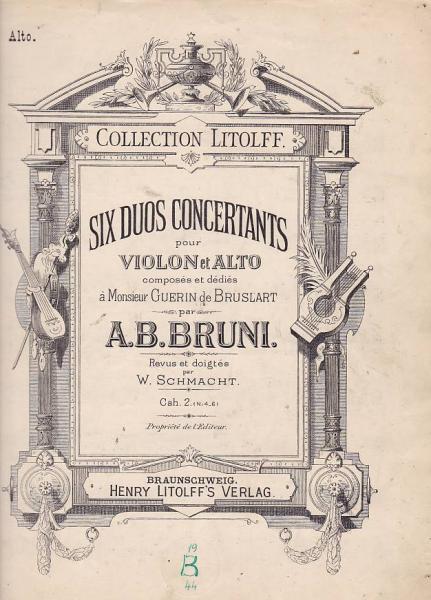 Alto.
COLLECTION LITOLFF.
SIX DUOS CONCERTANTS
pour
VIOLON et ALTO
composés et dédiés
à Monsieur GUERIN de BRUSLART
par
A.B.BRUNI.
Revus et doigtés
par
W. SCHMACHT.
Cah. 2. (N: 4_6)
Propriété de l'Editeur.
BRAUNSCHWEIG.
HENRY LITOLFF'S VERLAG.
19
B
44